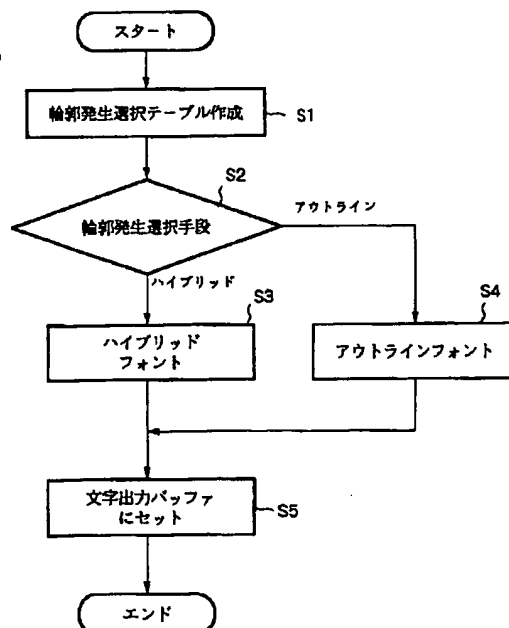 スタート
輪郭発生選択テーブル作成
S1
S2
輪郭発生選択手段
アウトライン
ハイブリッド
S3
ハイブリッド
フォント
S4
アウトラインフォント
文字出力バッファ
にセット
S5
エンド